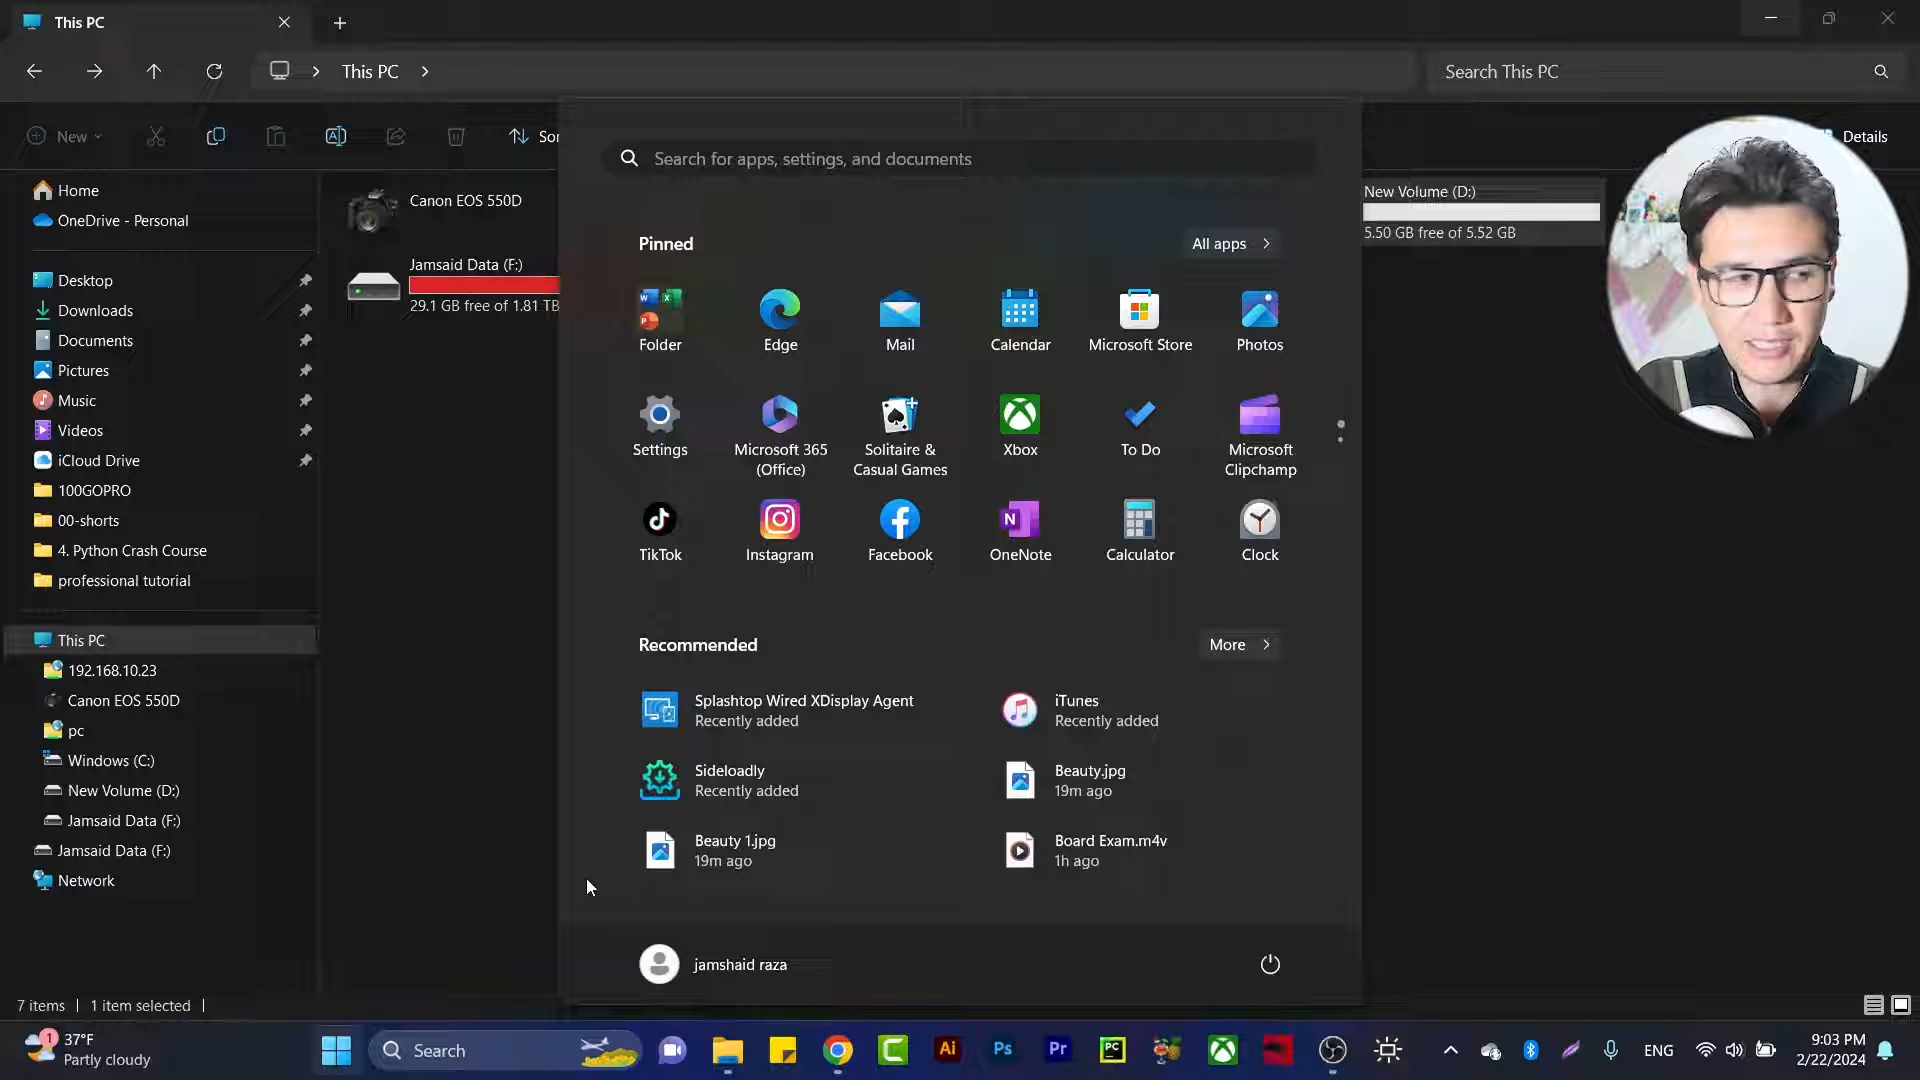 This PC
This PC
Search This PC
New
Sor
Details
Home
OneDrive - Personal
Desktop
Downloads
Documents
Pictures
Music
Videos
iCloud Drive
100GOPRO
00-shorts
4. Python Crash Course
professional tutorial
This PC
192.168.10.23
Canon EOS 550D
pc
Windows (C:)
New Volume (D:)
Jamsaid Data (F:)
Jamsaid Data (F:)
Network
Canon EOS 550D
Jamsaid Data (F:)
29.1 GB free of 1.81 TB
New Volume (D:)
5.50 GB free of 5.52 GB
Search for apps, settings, and documents
Pinned
All apps
Folder
Edge
Mail
Calendar
Microsoft Store
Photos
Settings
Microsoft 365
(Office)
Solitaire &
Casual Games
Xbox
To Do
Microsoft
Clipchamp
TikTok
Instagram
Facebook
OneNote
Calculator
Clock
Recommended
More
Splashtop Wired XDisplay Agent
Recently added
iTunes
Recently added
Sideloadly
Recently added
Beauty.jpg
19m ago
Beauty 1.jpg
19m ago
Board Exam.m4v
1h ago
jamshaid raza
7 items
1 item selected
1
37°F
Partly cloudy
Search
Ai
Ps
Pr
PC
ENG
9:03 PM
2/22/2024